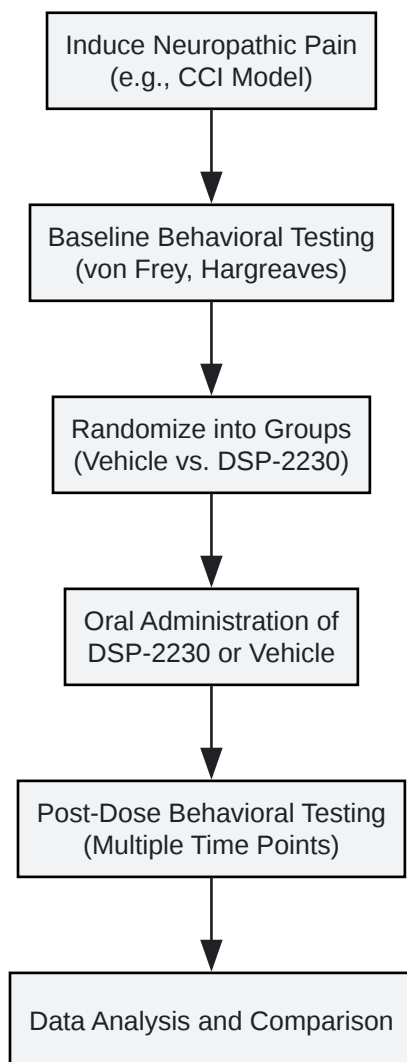 Induce Neuropathic Pain
(e.g., CCI Model)
Baseline Behavioral Testing
(von Frey, Hargreaves)
Randomize into Groups
(Vehicle vs. DSP-2230)
Oral Administration of
DSP-2230 or Vehicle
Post-Dose Behavioral Testing
(Multiple Time Points)
Data Analysis and Comparison